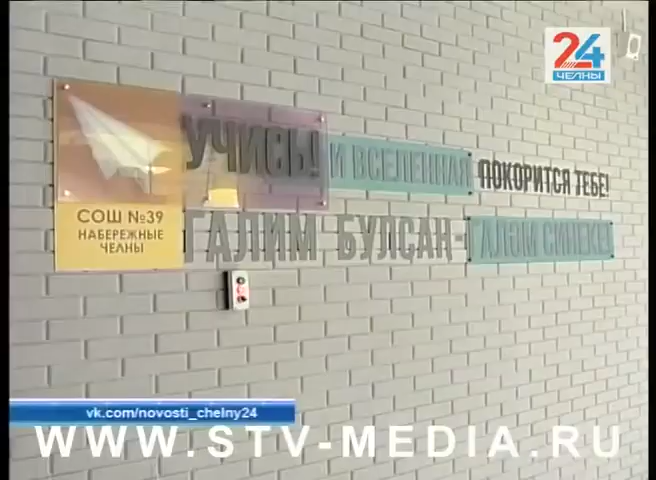 24
ЧЕЛНЫ
УЧИСЬ! И ВСЕЛЕННАЯ ПОКОРИТСЯ ТЕБЕ!
СОШ №39
НАБЕРЕЖНЫЕ
ЧЕЛНЫ
ГАЛИМ БУЛСАҢ - ГАЛӘМ СИНЕКЕ!
vk.com/novosti_chelny24
WWW.STV-MEDIA.RU